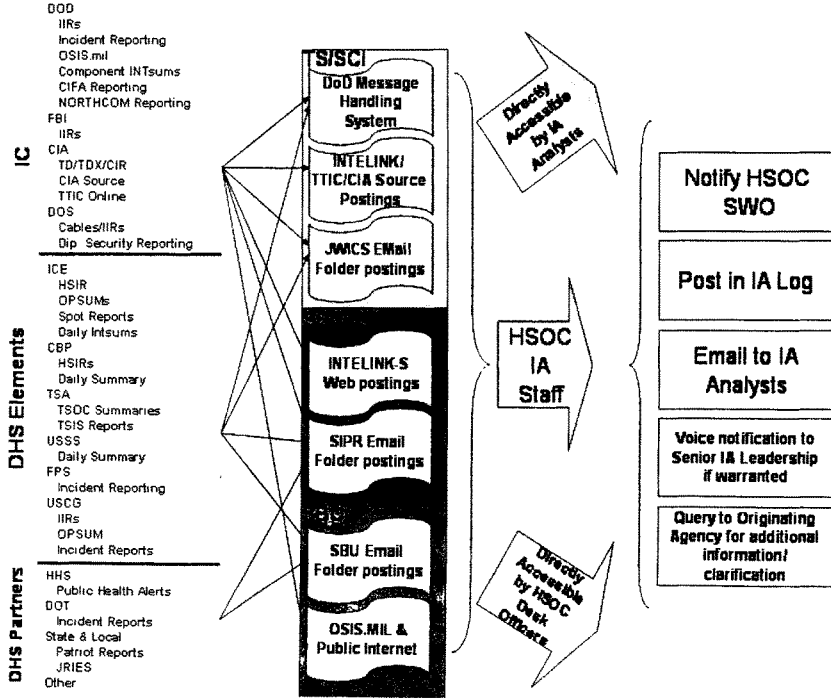 IC
DOD
IIRs
Incident Reporting
OSIS.mil
Component INTsums
CIFA Reporting
NORTHCOM Reporting
FBI
IIRs
CIA
TD/TDX/CIR
CIA Source
TTIC Online
DOS
Cables/IIRs
Dip Security Reporting
DHS Elements
ICE
HSIR
OPSUMs
Spot Reports
Daily Intsums
CBP
HSIRs
Daily Summary
TSA
TSOC Summaries
TSIS Reports
USSS
Daily Summary
FPS
Incident Reporting
USCG
IIRs
OPSUM
Incident Reports
DHS Partners
HHS
Public Health Alerts
DOT
Incident Reports
State & Local
Patriot Reports
JRIES
Other
TS/SCI
DoD Message
Handling
System
INTELINK/
TTIC/CIA Source
Postings
JWICS EMail
Folder postings
INTELINK-S
Web postings
SIPR Email
Folder postings
SBU Email
Folder postings
OSIS.MIL &
Public Internet
Directly
Accessible
by IA
Analysts
HSOC
IA
Staff
Directly
Accessible
by HSOC
Desk
Officers
Notify HSOC
SWO
Post in IA Log
Email to IA
Analysts
Voice notification to
Senior IA Leadership
if warranted
Query to Originating
Agency for additional
information/
clarification